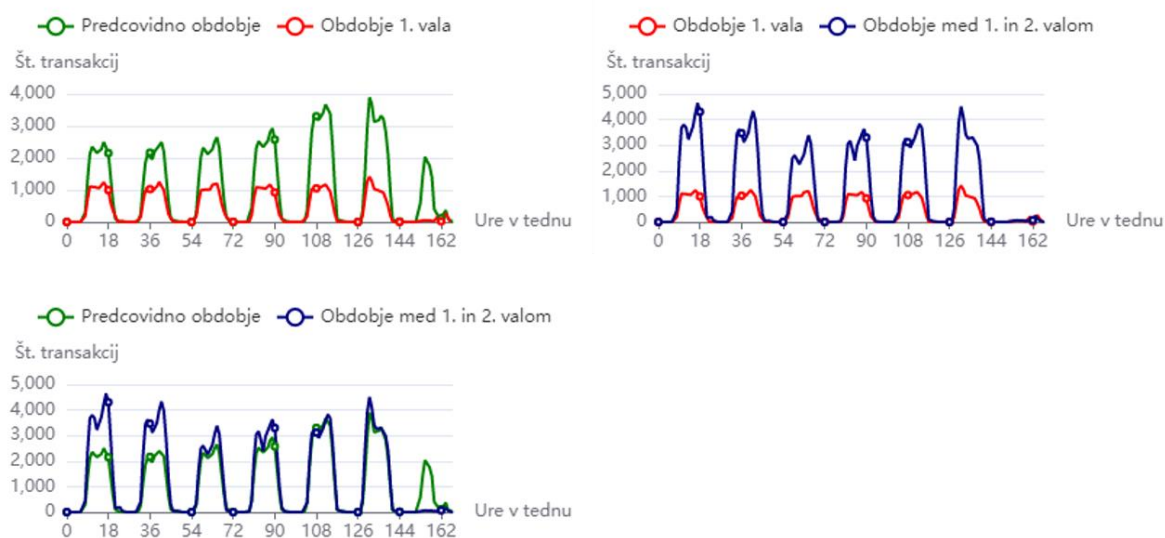 Predcovidno obdobje Obdobje 1. vala
Št. transakcij
4,000
3,000
2,000
1,000
0
0 18 36 54 72 90 108 126 144 162
Ure v tednu
Obdobje 1. vala Obdobje med 1. in 2. valom
Št. transakcij
5,000
4,000
3,000
2,000
1,000
0
0 18 36 54 72 90 108 126 144 162
Ure v tednu
Predcovidno obdobje Obdobje med 1. in 2. valom
Št. transakcij
5,000
4,000
3,000
2,000
1,000
0
0 18 36 54 72 90 108 126 144 162
Ure v tednu